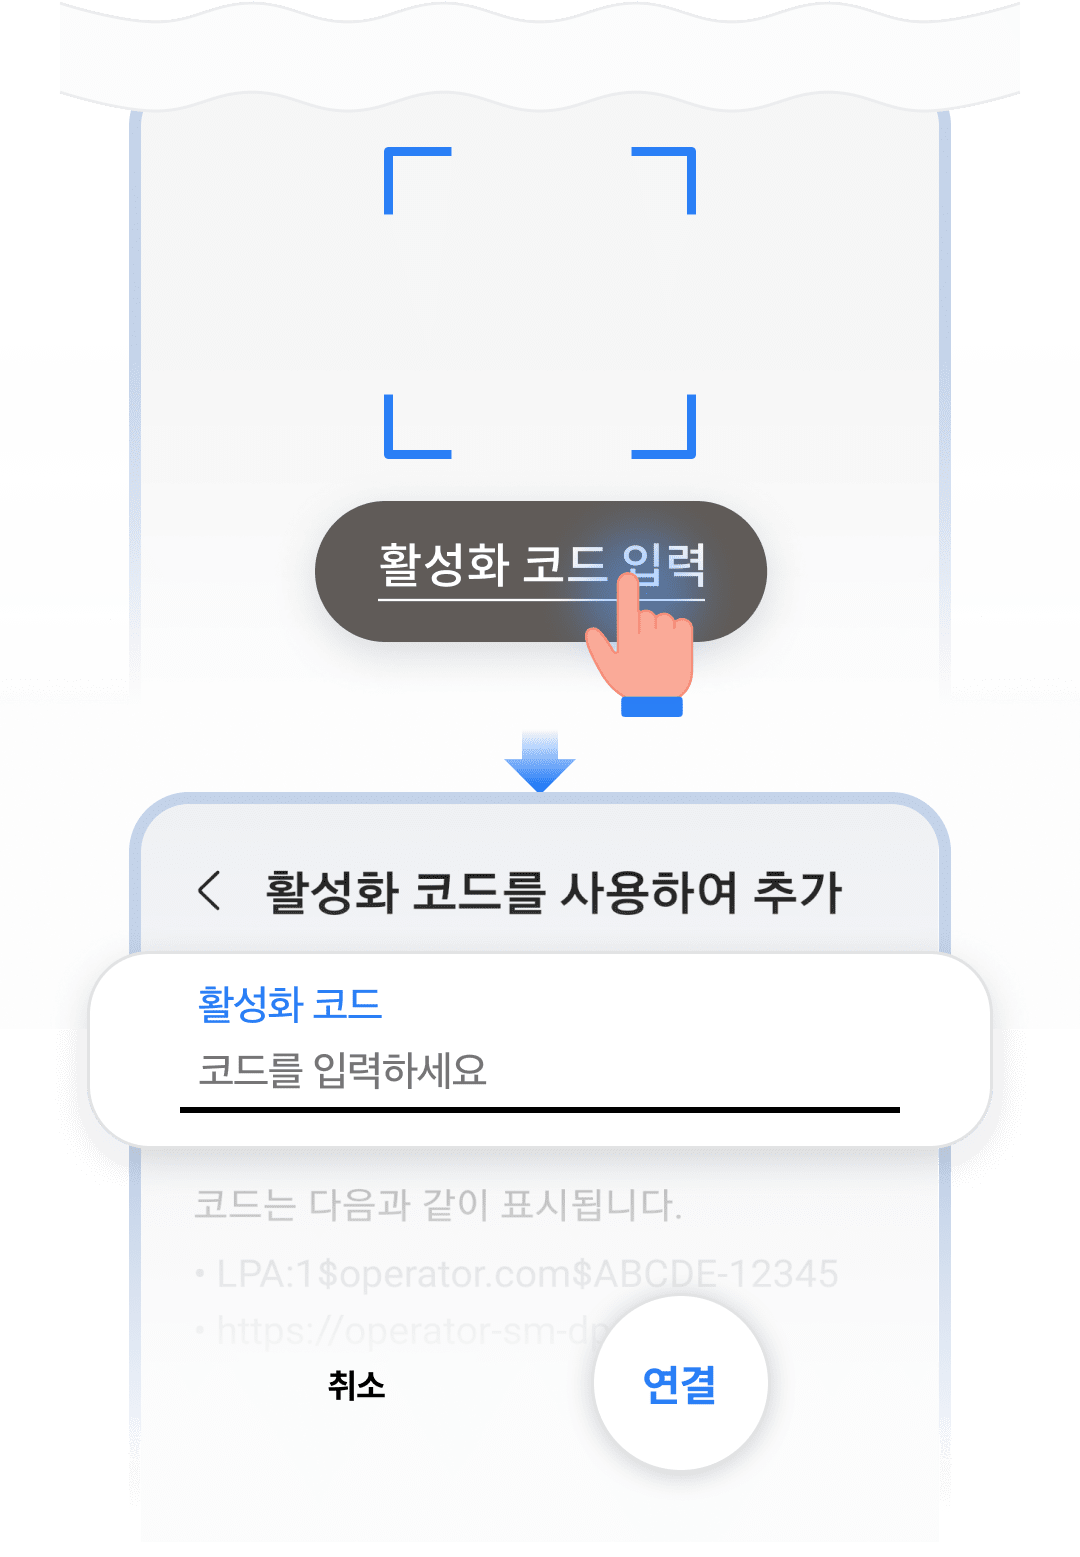 활성화 코드 입력
활성화 코드를 사용하여 추가
활성화 코드
코드를 입력하세요
코드는 다음과 같이 표시됩니다.
• LPA:1$operator.com$ABCDE-12345
• https://operator-sm-dp
취소
연결